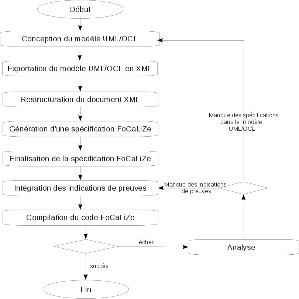 Début
Conception du modèle UML/OCL
Exportation du modèle UML/OCL en XMI
Restructuration du document XMI
Génération d'une spécification FoCaLiZe
Finalisation de la spécification FoCaLiZe
Intégration des indications de preuves
Compilation du code FoCaLiZe
échec
succès
Fin
Analyse
Manque des indications
de preuves
Manque des spécifications
dans le modèle
UML/OCL